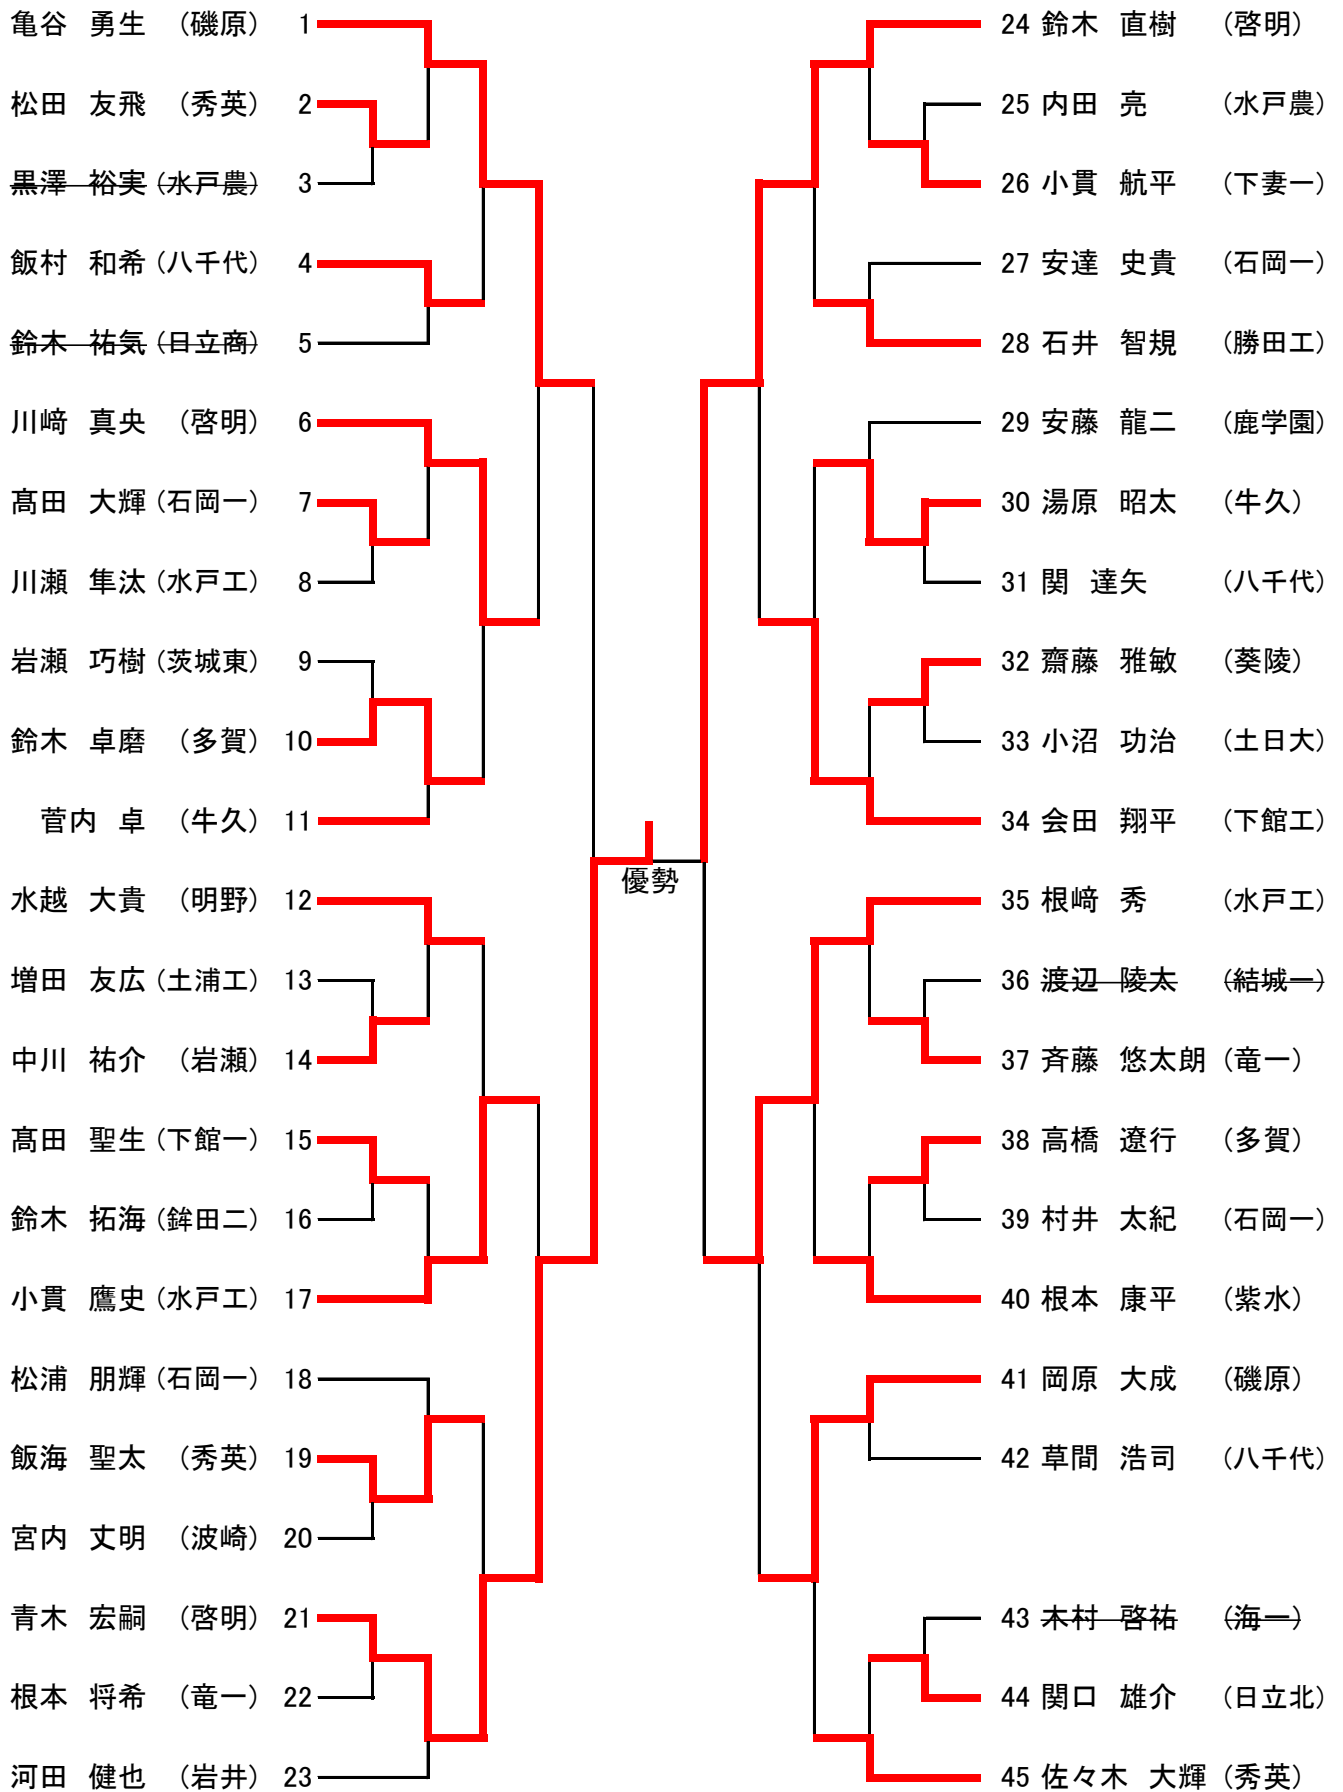 亀谷 勇生 (磯原) 1
松田 友飛 (秀英) 2
黒澤 裕実 (水戸農) 3
飯村 和希 (八千代) 4
鈴木 祐気 (日立商) 5
川﨑 真央 (啓明) 6
髙田 大輝 (石岡一) 7
川瀬 隼汰 (水戸工) 8
岩瀬 巧樹 (茨城東) 9
鈴木 卓磨 (多賀) 10
菅内 卓 (牛久) 11
水越 大貴 (明野) 12
増田 友広 (土浦工) 13
中川 祐介 (岩瀬) 14
髙田 聖生 (下館一) 15
鈴木 拓海 (鉾田二) 16
小貫 鷹史 (水戸工) 17
松浦 朋輝 (石岡一) 18
飯海 聖太 (秀英) 19
宮内 丈明 (波崎) 20
青木 宏嗣 (啓明) 21
根本 将希 (竜一) 22
河田 健也 (岩井) 23
優勢
24 鈴木 直樹 (啓明)
25 内田 亮 (水戸農)
26 小貫 航平 (下妻一)
27 安達 史貴 (石岡一)
28 石井 智規 (勝田工)
29 安藤 龍二 (鹿学園)
30 湯原 昭太 (牛久)
31 関 達矢 (八千代)
32 齋藤 雅敏 (葵陵)
33 小沼 功治 (土日大)
34 会田 翔平 (下館工)
35 根﨑 秀 (水戸工)
36 渡辺 陵太 (結城一)
37 斉藤 悠太朗 (竜一)
38 高橋 遼行 (多賀)
39 村井 太紀 (石岡一)
40 根本 康平 (紫水)
41 岡原 大成 (磯原)
42 草間 浩司 (八千代)
43 木村 啓祐 (海一)
44 関口 雄介 (日立北)
45 佐々木 大輝 (秀英)